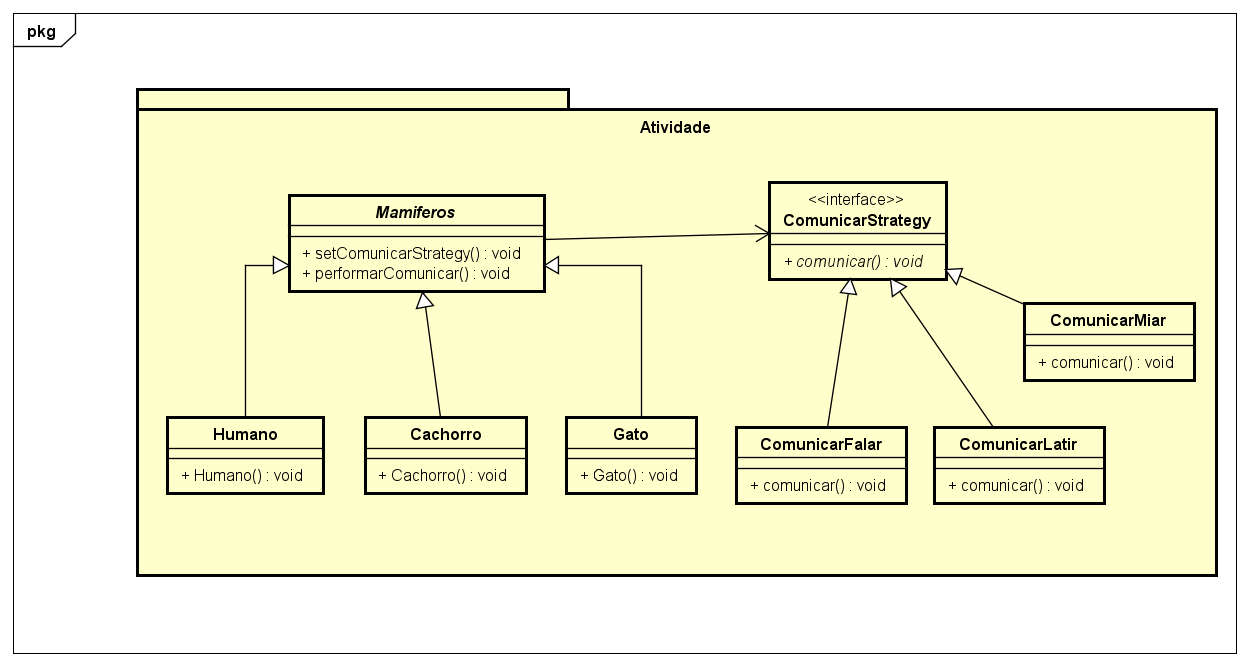 pkg
Atividade
Mamiferos
+ setComunicarStrategy() : void
+ performarComunicar() : void
<<interface>>
ComunicarStrategy
+ comunicar() : void
ComunicarMiar
+ comunicar() : void
Humano
+ Humano() : void
Cachorro
+ Cachorro() : void
Gato
+ Gato() : void
ComunicarFalar
+ comunicar() : void
ComunicarLatir
+ comunicar() : void